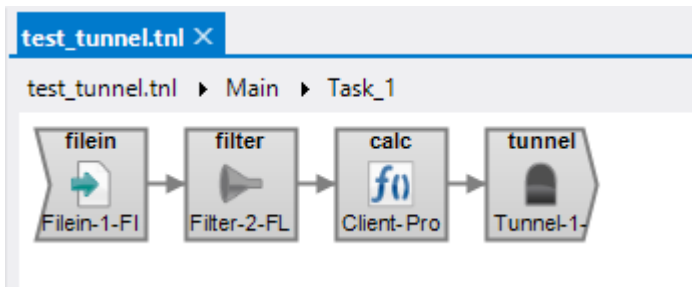 test_tunnel.tnl ×
test_tunnel.tnl ▸ Main ▸ Task_1
filein filter calc tunnel
f()
Filein-1-FI Filter-2-FL Client-Pro Tunnel-1-